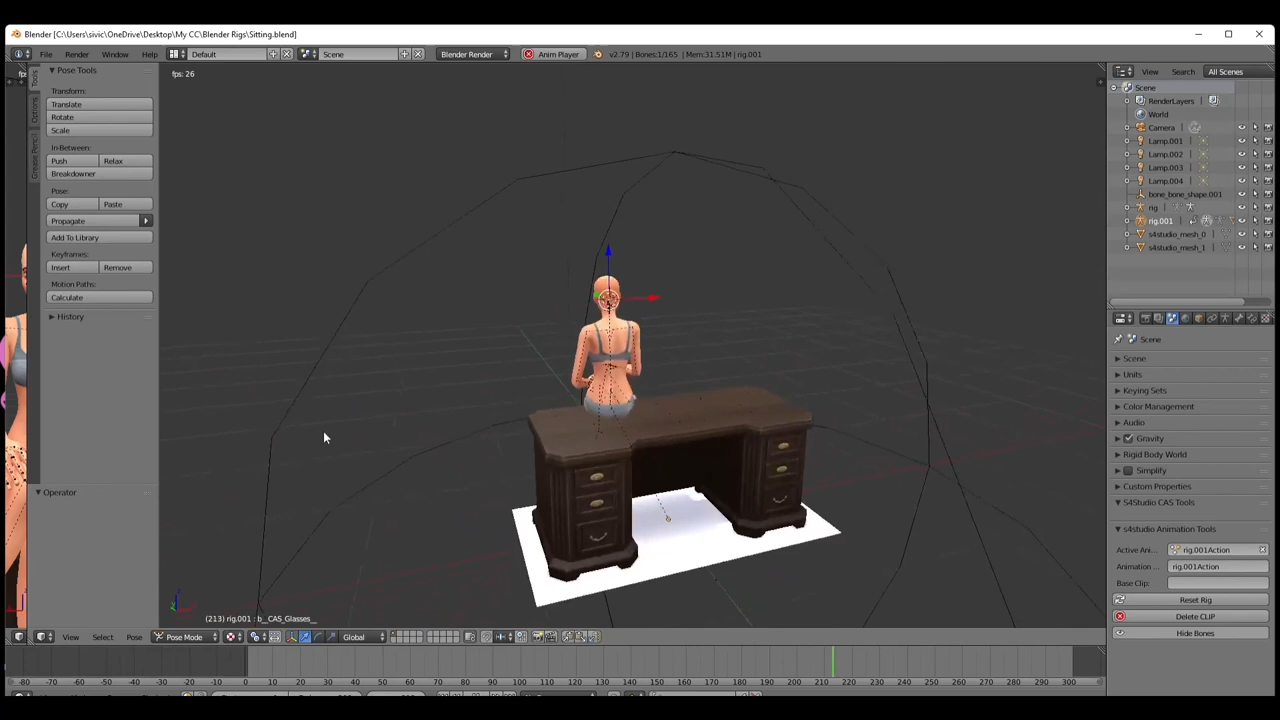 Blender [C:\Users\sivic\OneDrive\Desktop\My CC\Blender Rigs\Sitting.blend]
File Render Window Help Default Scene Blender Render Anim Player v2.79 | Bones:1/165 | Mem:31.51M | rig.001
Pose Tools
Transform:
Translate
Rotate
Scale
In-Between:
Push Relax
Breakdowner
Pose:
Copy Paste
Propagate
Add To Library
Keyframes:
Insert Remove
Motion Paths:
Calculate
History
Operator
Tools
Options
Grease Pencil
fps: 26
(213) rig.001 : b__CAS_Glasses__
View Select Pose Pose Mode Global
-80 -70 -60 -50 -40 -30 -20 -10 0 10 20 30 40 50 60 70 80 90 100 110 120 130 140 150 160 170 180 190 200 210 220 230 240 250 260 270 280 290 300
View Search All Scenes
Scene
RenderLayers
World
Camera
Lamp.001
Lamp.002
Lamp.003
Lamp.004
bone_bone_shape.001
rig
rig.001
s4studio_mesh_0
s4studio_mesh_1
Scene
Scene
Units
Keying Sets
Color Management
Audio
Gravity
Rigid Body World
Simplify
Custom Properties
S4Studio CAS Tools
s4studio Animation Tools
Active Ani... rig.001Action
Animation ... rig.001Action
Base Clip:
Reset Rig
Delete CLIP
Hide Bones